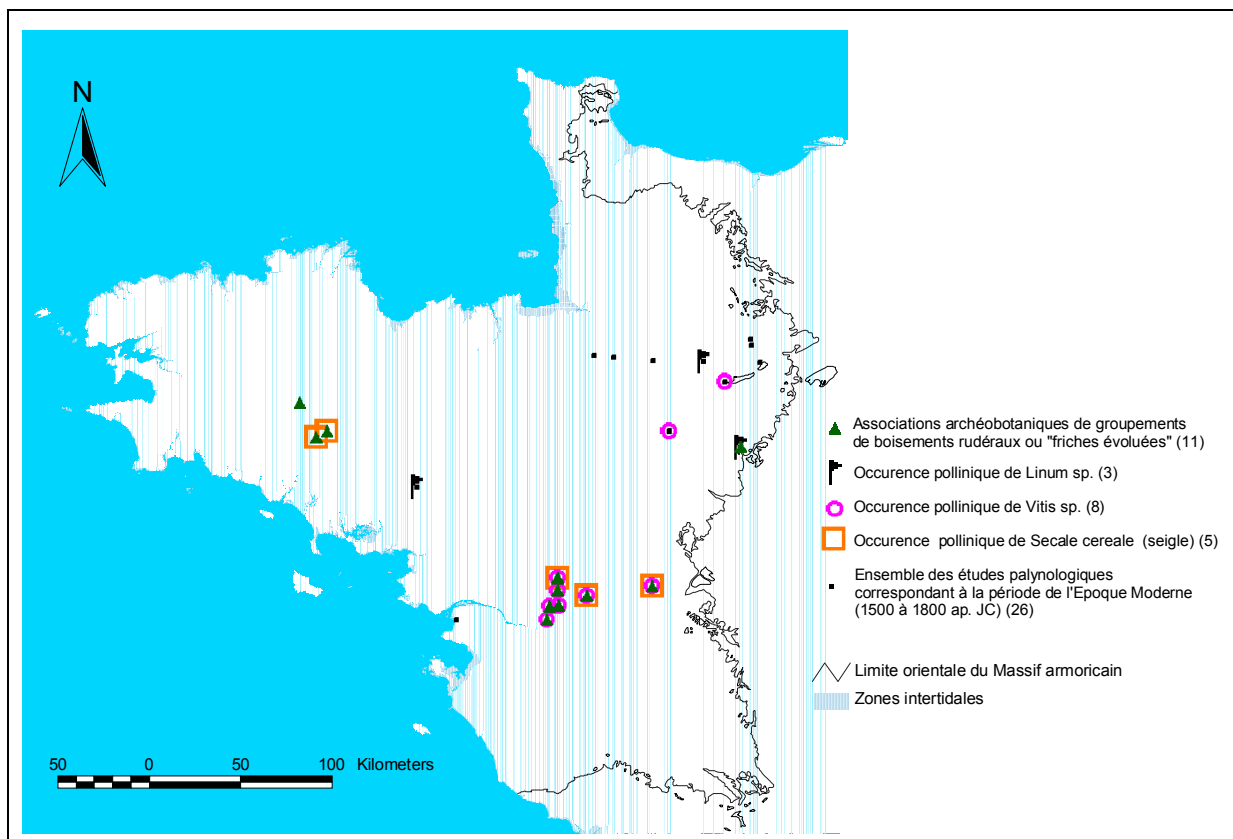 N
Associations archéobotaniques de groupements
de boisements rudéraux ou "friches évoluées" (11)
Occurence pollinique de Linum sp. (3)
Occurence pollinique de Vitis sp. (8)
Occurence pollinique de Secale cereale (seigle) (5)
Ensemble des études palynologiques
correspondant à la période de l'Epoque Moderne
(1500 à 1800 ap. JC) (26)
Limite orientale du Massif armoricain
Zones intertidales
50 0 50 100 Kilometers